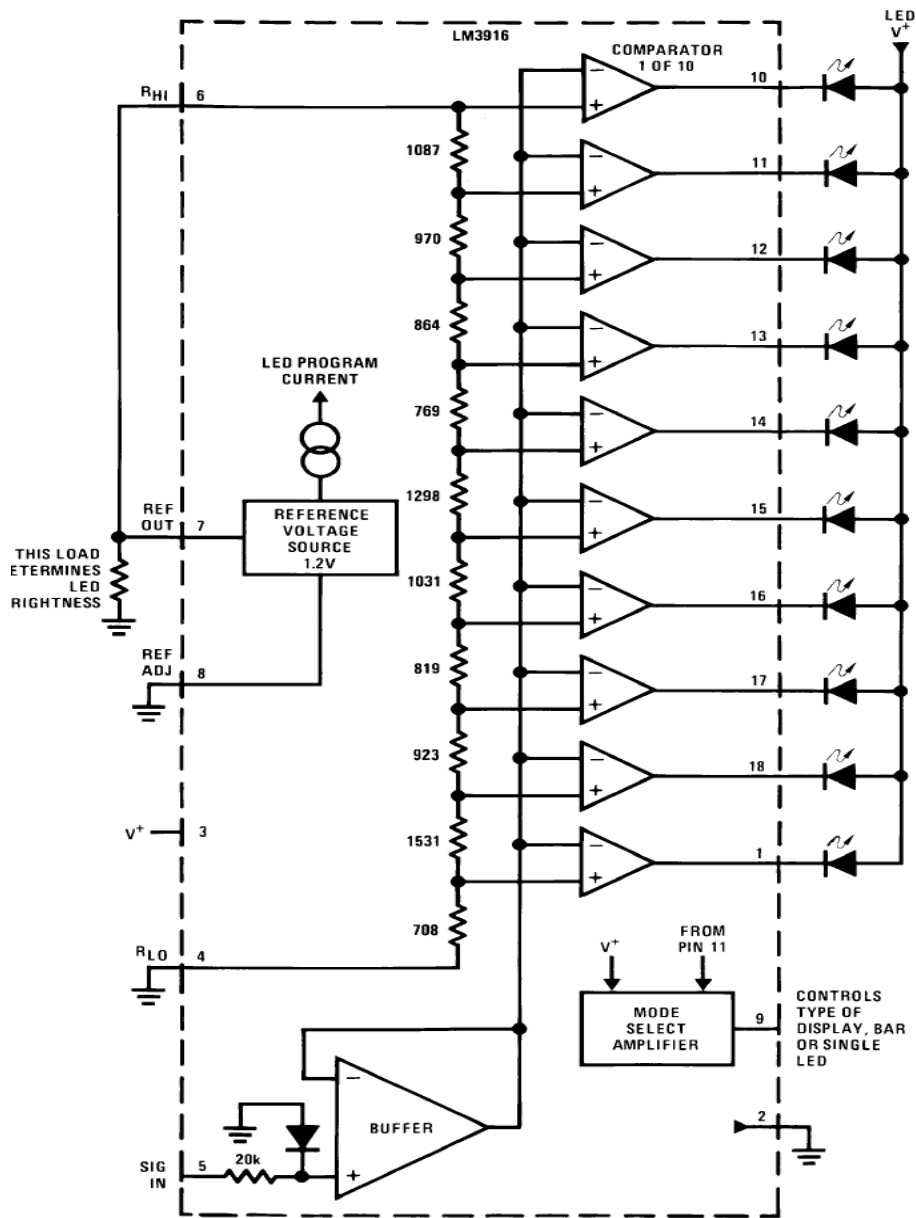 LM3916
LED
V+
COMPARATOR
1 OF 10
10
RHI
6
1087
11
970
12
864
13
LED PROGRAM
CURRENT
769
14
1298
15
REF
OUT
7
REFERENCE
VOLTAGE
SOURCE
1.2V
THIS LOAD
ETERMINES
LED
RIGHTNESS
1031
16
REF
ADJ
8
819
17
923
18
V+
3
1531
1
708
RLO
4
V+
FROM
PIN 11
MODE
SELECT
AMPLIFIER
9
CONTROLS
TYPE OF
DISPLAY, BAR
OR SINGLE
LED
BUFFER
2
SIG
IN
5
20k